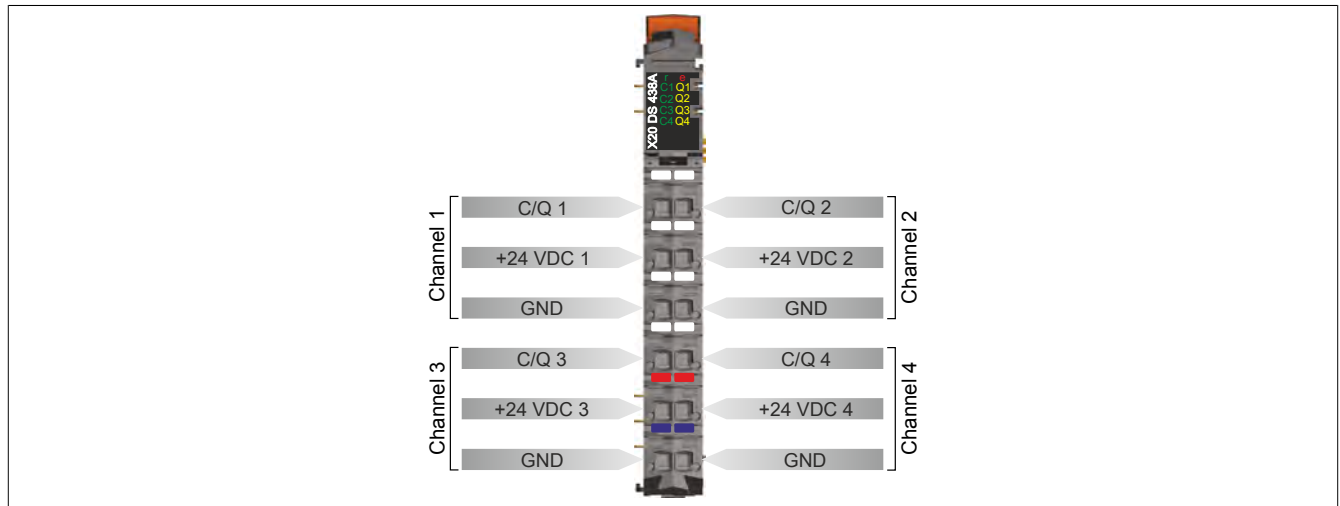 X20 DS 438A
r e
C1 Q1
C2 Q2
C3 Q3
C4 Q4
Channel 1
C/Q 1
+24 VDC 1
GND
C/Q 2
+24 VDC 2
GND
Channel 2
Channel 3
C/Q 3
+24 VDC 3
GND
C/Q 4
+24 VDC 4
GND
Channel 4